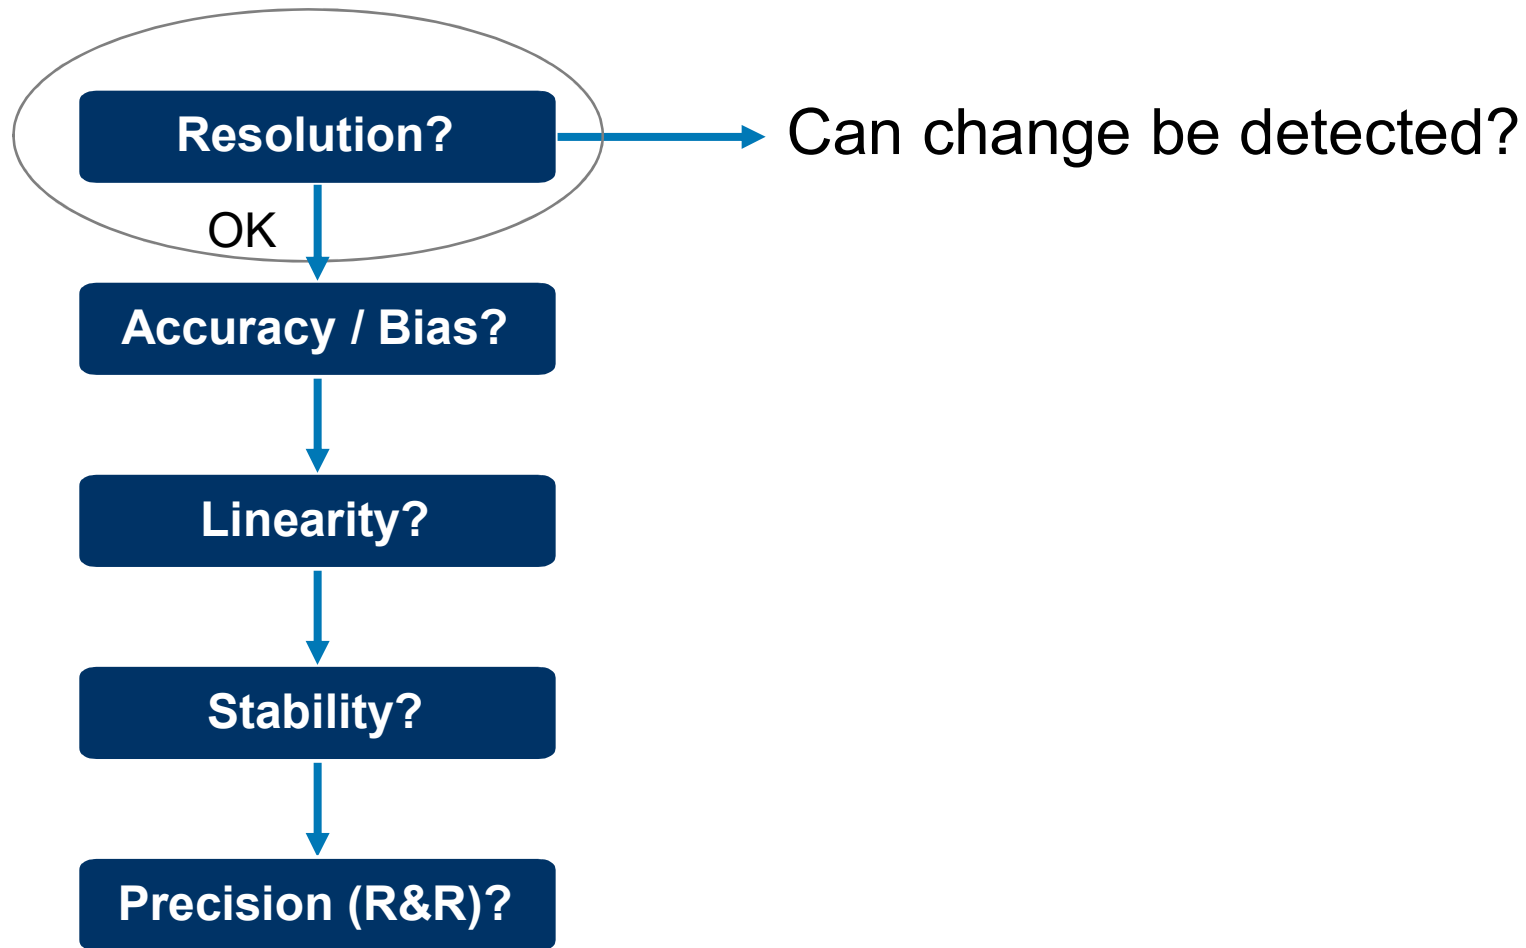 Resolution?
Can change be detected?
OK
Accuracy / Bias?
Linearity?
Stability?
Precision (R&R)?